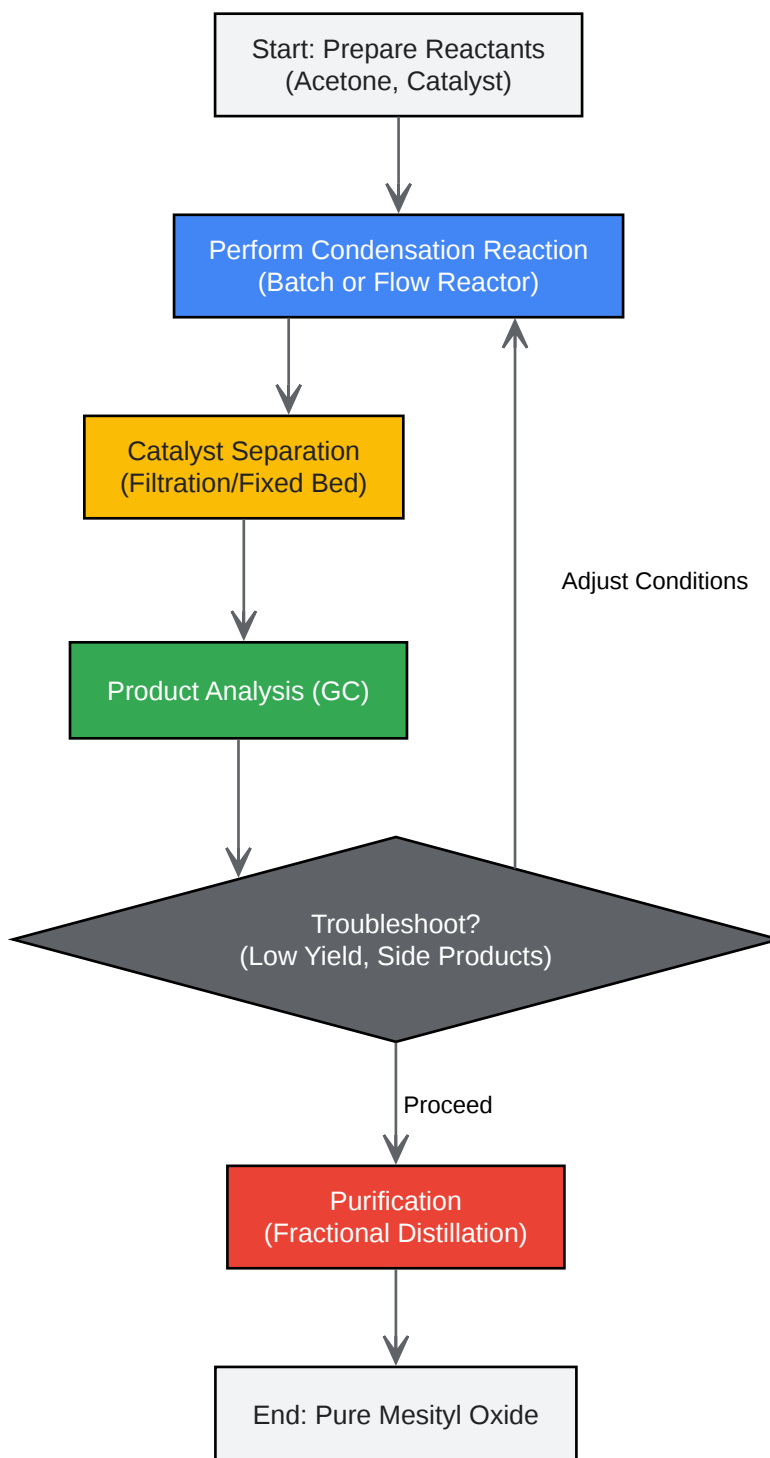 Start: Prepare Reactants
(Acetone, Catalyst)
Perform Condensation Reaction
(Batch or Flow Reactor)
Catalyst Separation
(Filtration/Fixed Bed)
Adjust Conditions
Product Analysis (GC)
Troubleshoot?
(Low Yield, Side Products)
Proceed
Purification
(Fractional Distillation)
End: Pure Mesityl Oxide